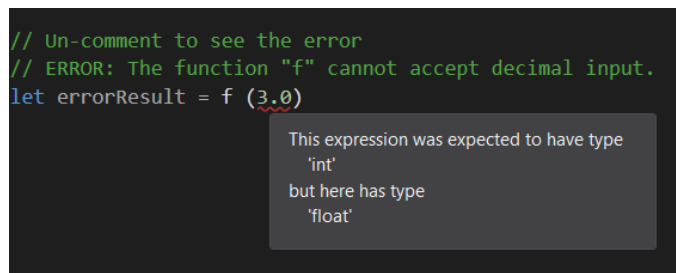 // Un-comment to see the error
// ERROR: The function "f" cannot accept decimal input.
let errorResult = f (3.0)
This expression was expected to have type
'int'
but here has type
'float'